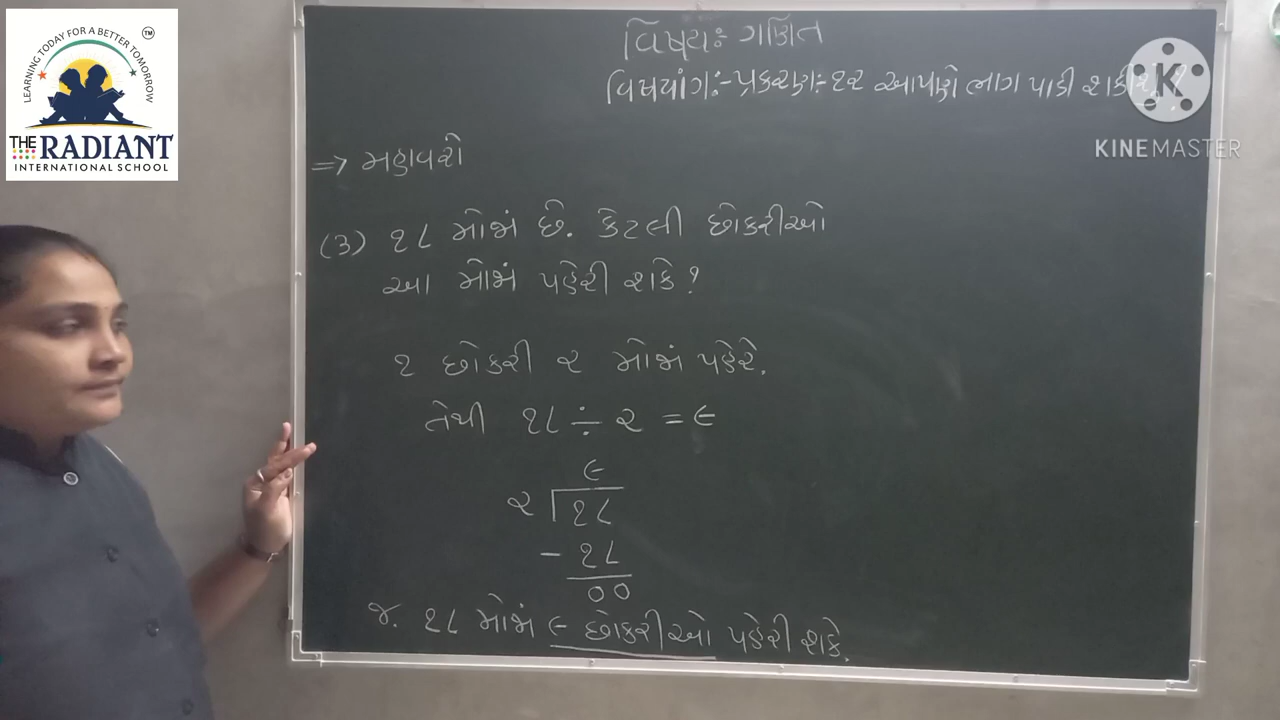 LEARNING TODAY FOR A BETTER TOMORROW
TM
THE RADIANT
INTERNATIONAL SCHOOL
KINEMASTER
વિષય:- ગણિત
વિષયાંગ:- પ્રકરણ:- ૧૨ આપણે ભાગ પાડી શકીશું?
=> મહાવરો
(૩) ૧૮ મોજાં છે. કેટલી છોકરીઓ
આ મોજાં પહેરી શકે?
૧ છોકરી ૨ મોજાં પહેરે.
તેથી ૧૮ ÷ ૨ = ૯
૯
૨ ૧૮
- ૧૮
૦૦
જ. ૧૮ મોજાં ૯ છોકરીઓ પહેરી શકે.